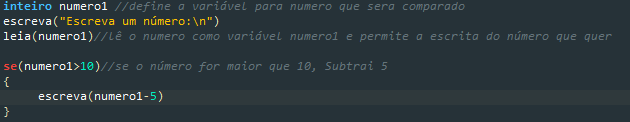 inteiro numero1 //define a variável para numero que sera comparado
escreva("Escreva um número:\n")
leia(numero1)//lê o numero como variável numero1 e permite a escrita do número que quer
se(numero1>10)//se o número for maior que 10, Subtrai 5
{
escreva(numero1-5)
}